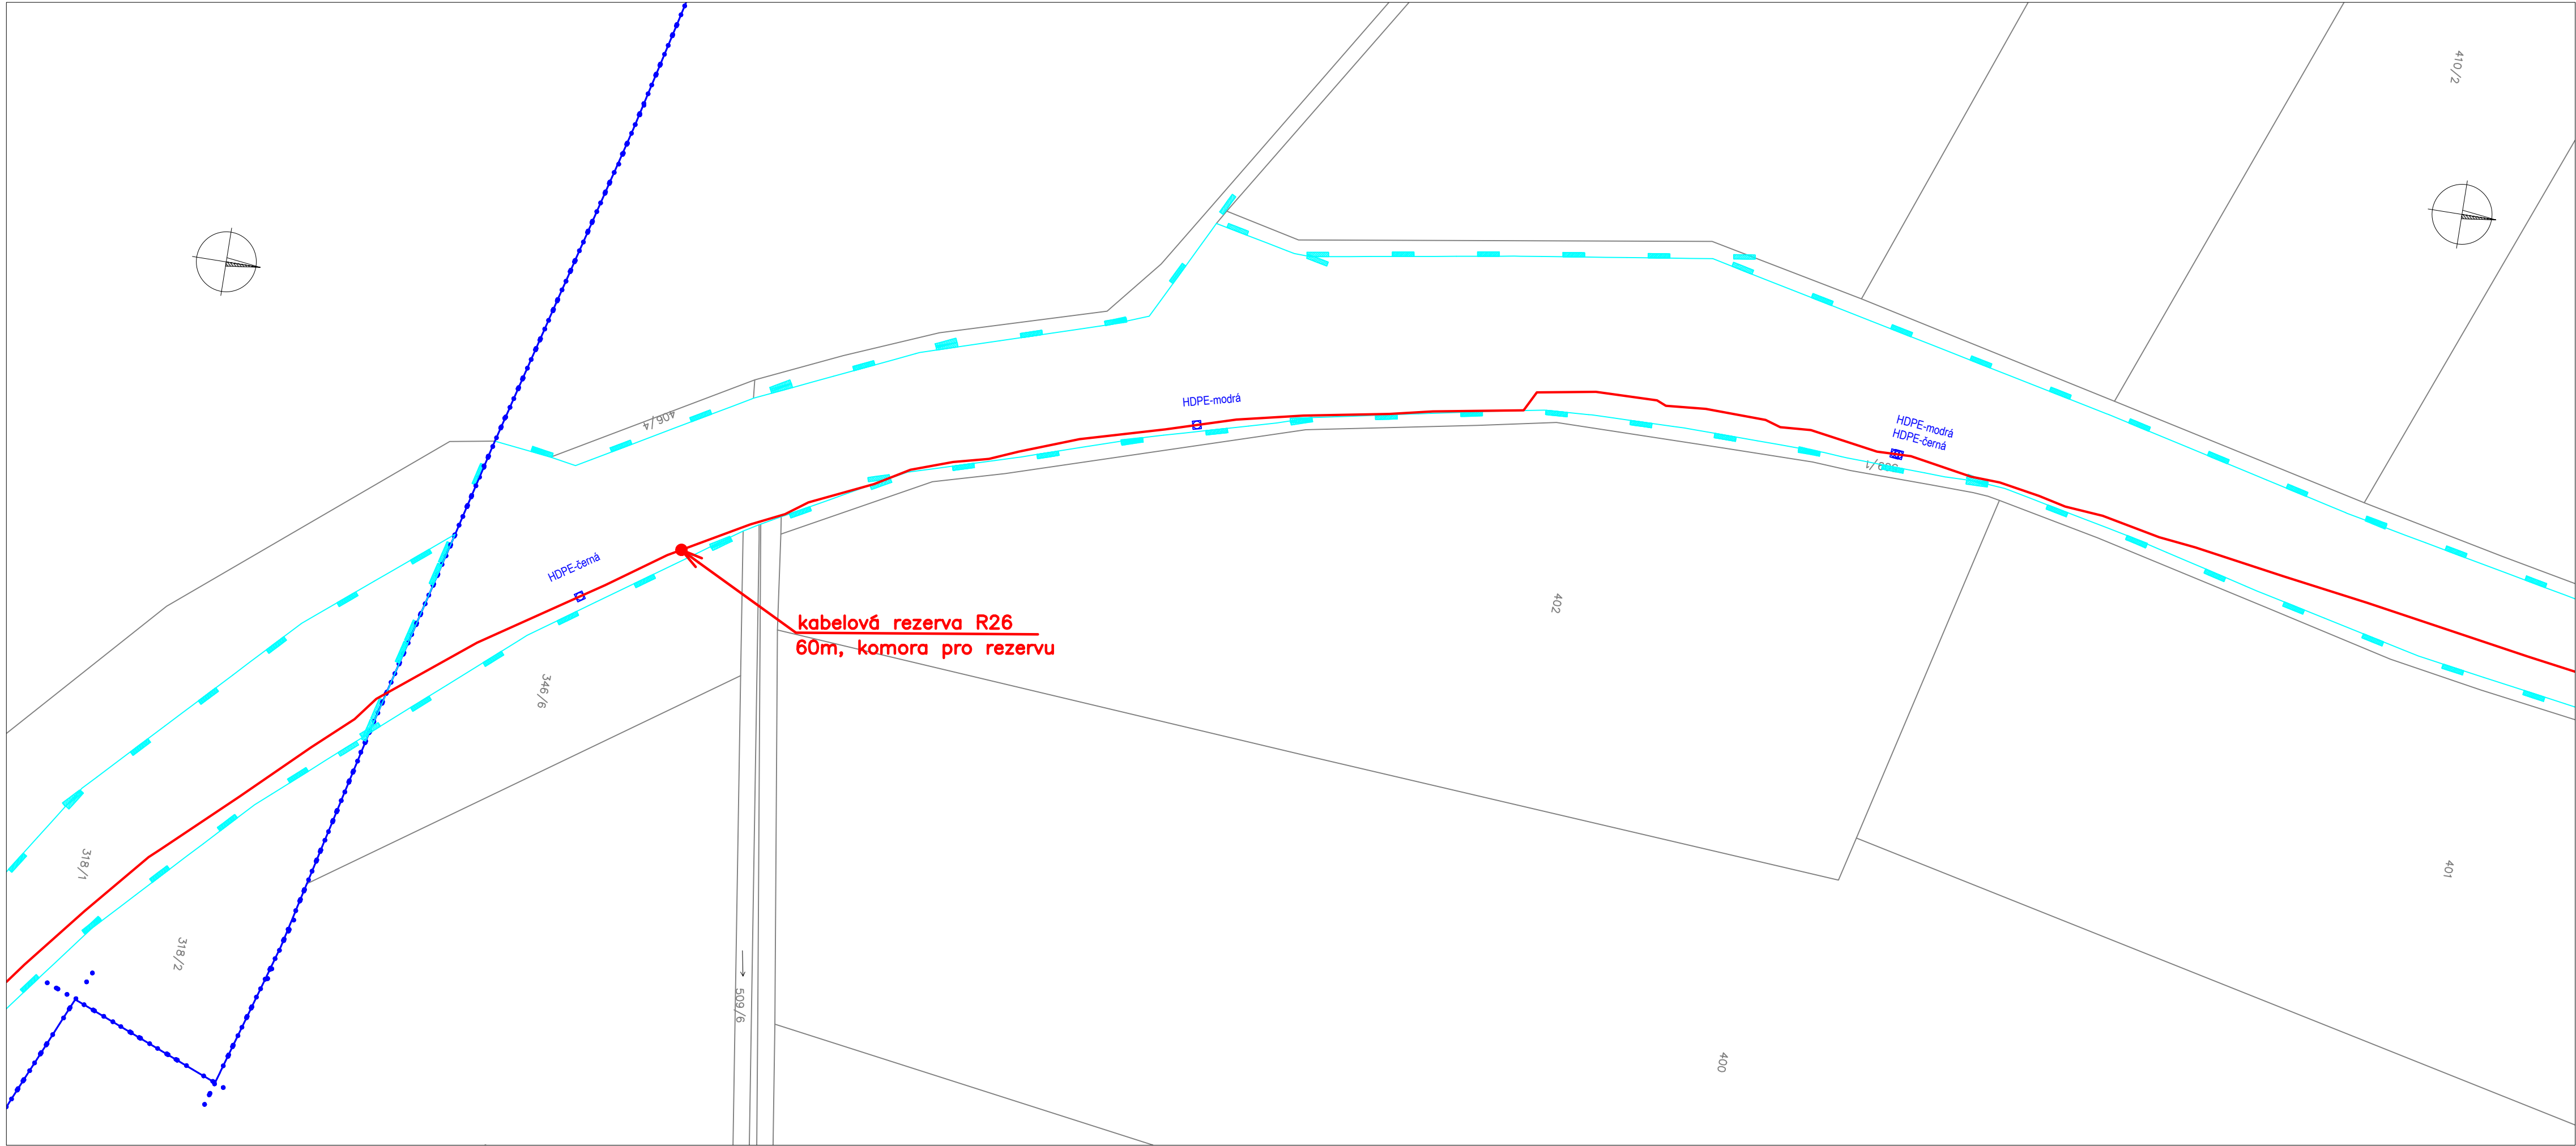 410/2
406/4
HDPE-modrá
HDPE-modrá
HDPE-černá
HDPE-černá
kabelová rezerva R26
60m, komora pro rezervu
402
346/6
318/1
318/2
401
509/6
400